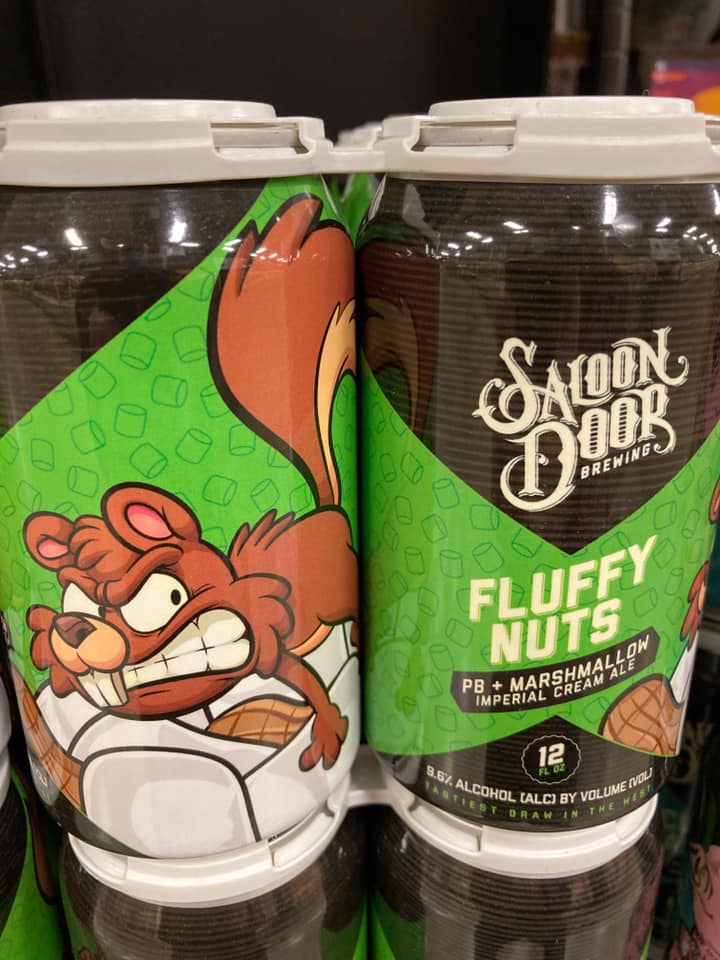 SALOON
DOOR
BREWING
FLUFFY
NUTS
PB + MARSHMALLOW
IMPERIAL CREAM ALE
12
FL OZ
9.6% ALCOHOL (ALC) BY VOLUME (VOL)
TARTIEST DRAW IN THE WEST